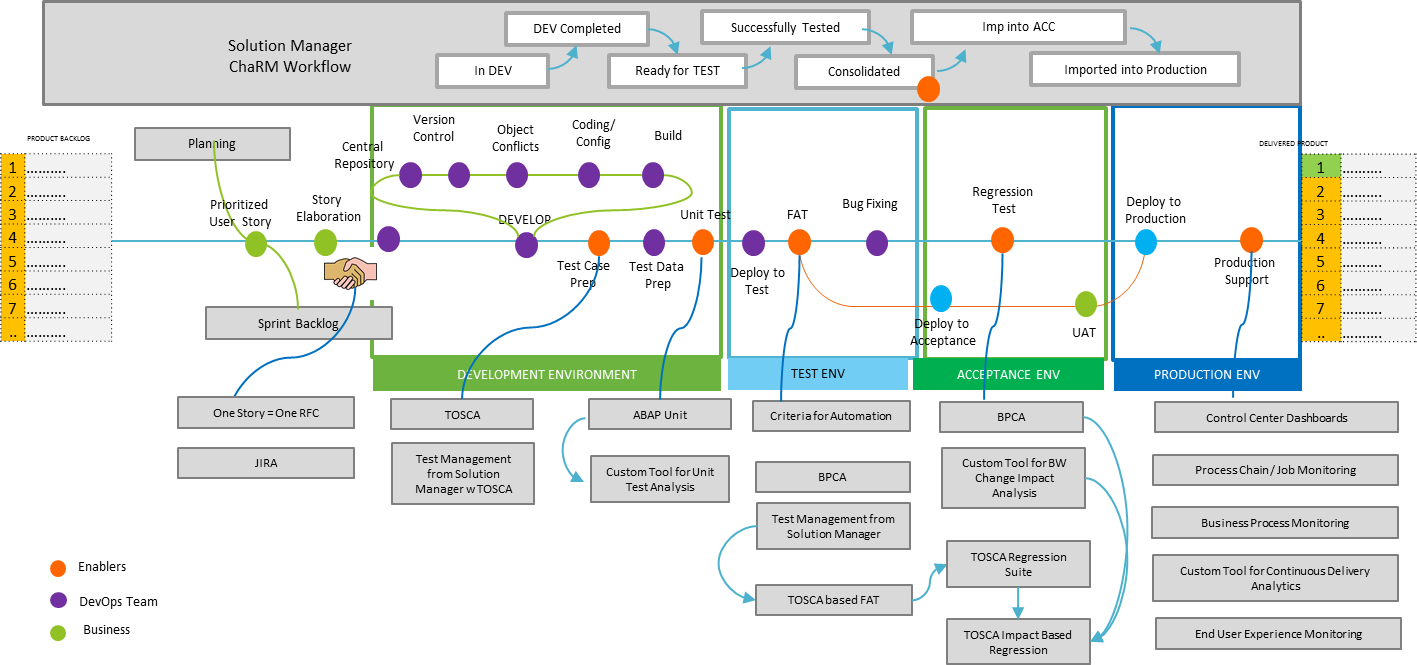 Solution Manager
ChaRM Workflow
In DEV
DEV Completed
Ready for TEST
Successfully Tested
Consolidated
Imp into ACC
Imported into Production
PRODUCT BACKLOG
1 ..........
2 ..........
3 ..........
4 ..........
5 ..........
6 ..........
7 ..........
.. ..........
Planning
Prioritized
User Story
Story
Elaboration
Sprint Backlog
Central
Repository
Version
Control
Object
Conflicts
Coding/
Config
Build
DEVELOP
Test Case
Prep
Test Data
Prep
Unit Test
Deploy to
Test
FAT
Bug Fixing
Deploy to
Acceptance
Regression
Test
UAT
Deploy to
Production
Production
Support
DELIVERED PRODUCT
1 ..........
2 ..........
3 ..........
4 ..........
5 ..........
6 ..........
7 ..........
.. ..........
DEVELOPMENT ENVIRONMENT
TEST ENV
ACCEPTANCE ENV
PRODUCTION ENV
One Story = One RFC
JIRA
TOSCA
Test Management
from Solution
Manager w TOSCA
ABAP Unit
Custom Tool for Unit
Test Analysis
Criteria for Automation
BPCA
Test Management from
Solution Manager
TOSCA based FAT
BPCA
Custom Tool for BW
Change Impact
Analysis
TOSCA Regression
Suite
TOSCA Impact Based
Regression
Control Center Dashboards
Process Chain / Job Monitoring
Business Process Monitoring
Custom Tool for Continuous Delivery
Analytics
End User Experience Monitoring
Enablers
DevOps Team
Business